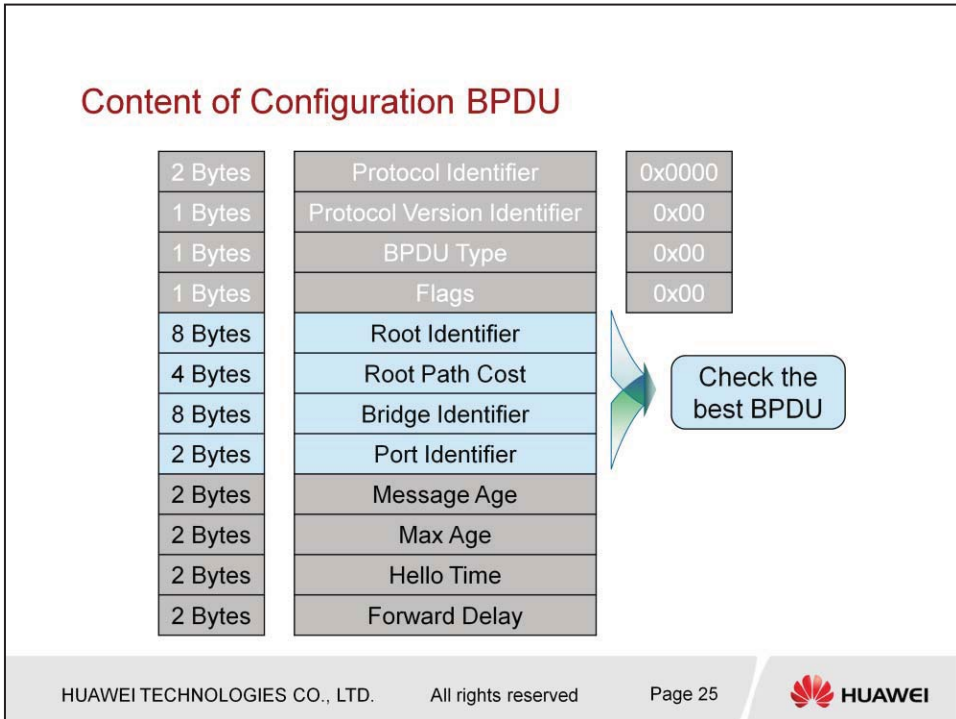 Content of Configuration BPDU
2 Bytes Protocol Identifier 0x0000
1 Bytes Protocol Version Identifier 0x00
1 Bytes BPDU Type 0x00
1 Bytes Flags 0x00
8 Bytes Root Identifier
4 Bytes Root Path Cost
8 Bytes Bridge Identifier
2 Bytes Port Identifier
Check the
best BPDU
2 Bytes Message Age
2 Bytes Max Age
2 Bytes Hello Time
2 Bytes Forward Delay
HUAWEI TECHNOLOGIES CO., LTD. All rights reserved Page 25 HUAWEI